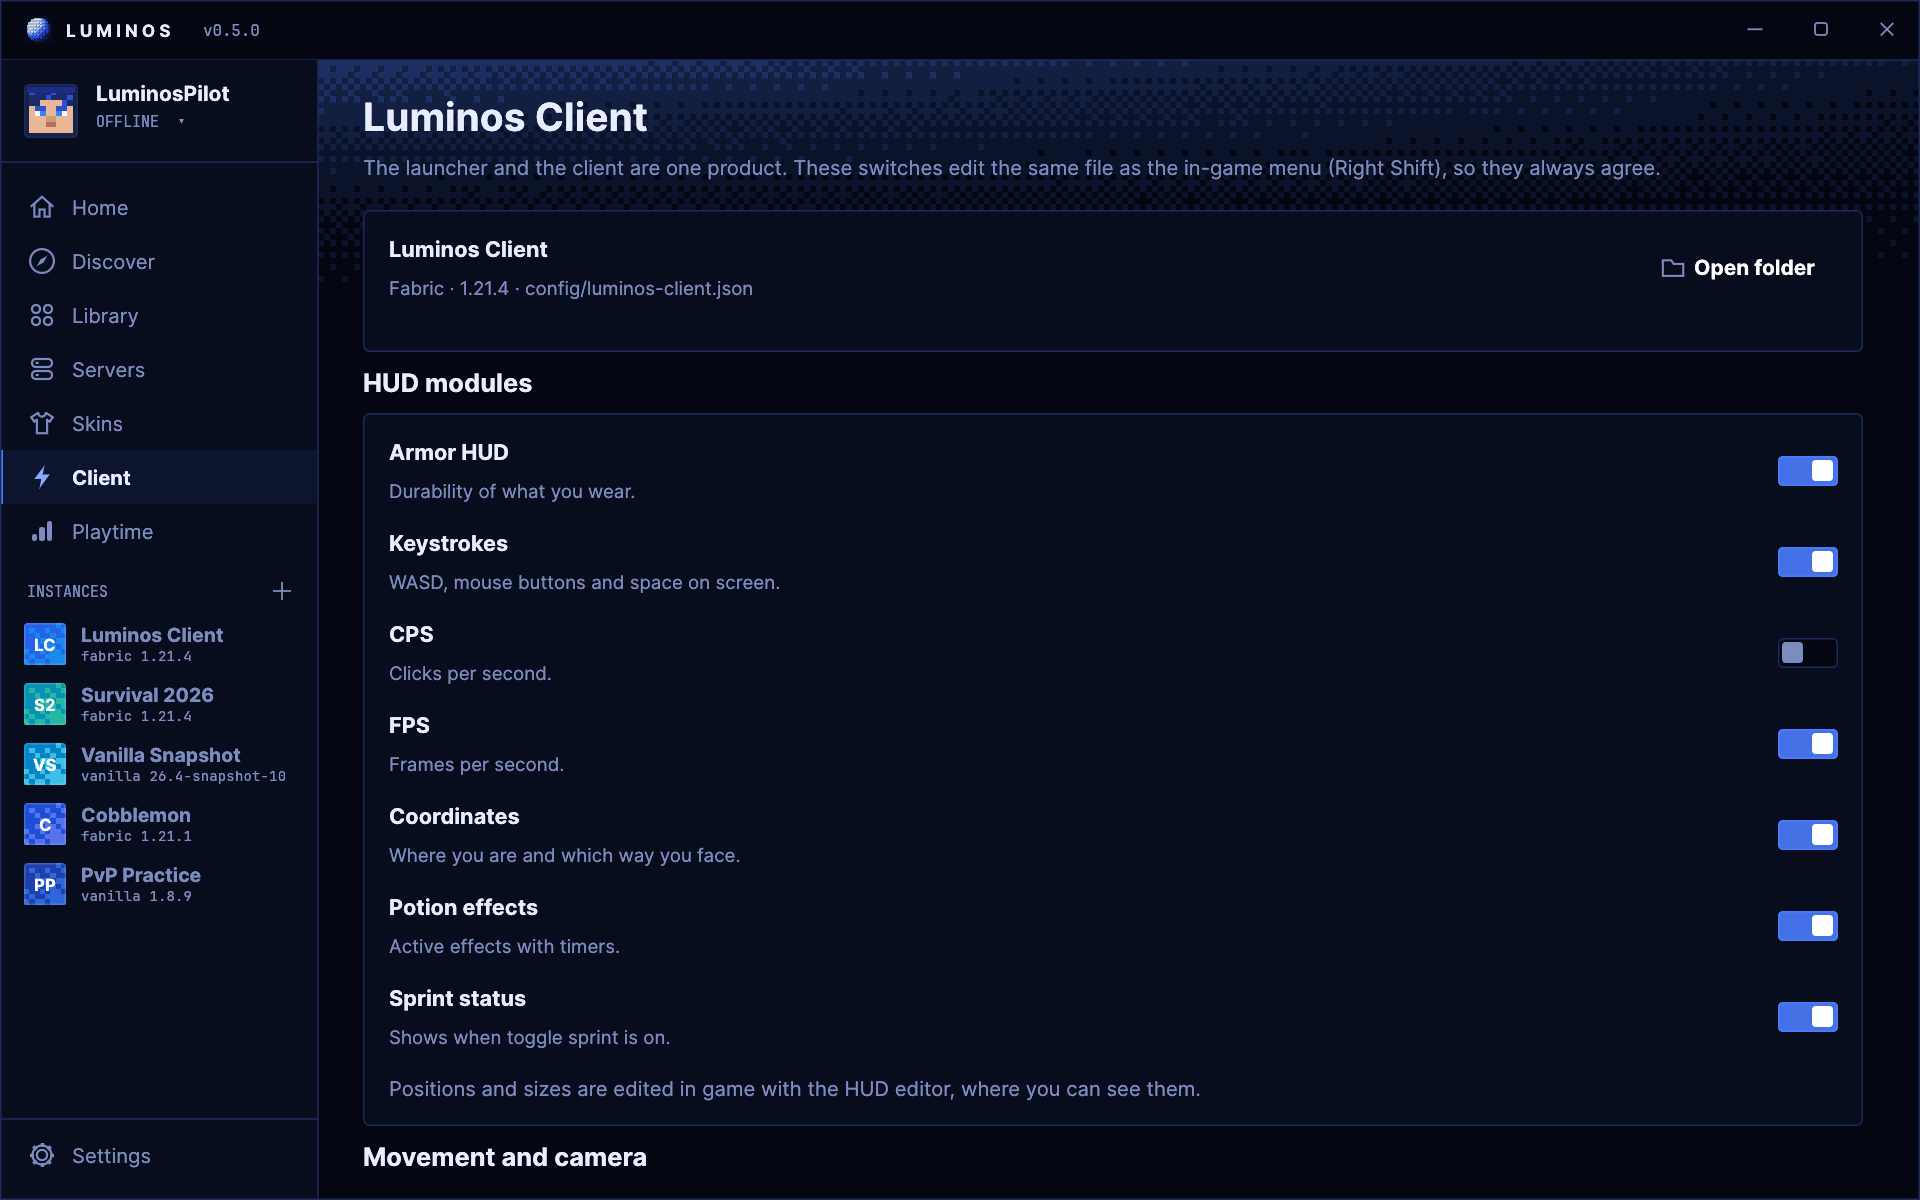 LUMINOS v0.5.0
LuminosPilot
OFFLINE
Home
Discover
Library
Servers
Skins
Client
Playtime
INSTANCES
LC
Luminos Client
fabric 1.21.4
S2
Survival 2026
fabric 1.21.4
VS
Vanilla Snapshot
vanilla 26.4-snapshot-10
C
Cobblemon
fabric 1.21.1
PP
PvP Practice
vanilla 1.8.9
Settings
Luminos Client
The launcher and the client are one product. These switches edit the same file as the in-game menu (Right Shift), so they always agree.
Luminos Client
Fabric · 1.21.4 · config/luminos-client.json
Open folder
HUD modules
Armor HUD
Durability of what you wear.
Keystrokes
WASD, mouse buttons and space on screen.
CPS
Clicks per second.
FPS
Frames per second.
Coordinates
Where you are and which way you face.
Potion effects
Active effects with timers.
Sprint status
Shows when toggle sprint is on.
Positions and sizes are edited in game with the HUD editor, where you can see them.
Movement and camera